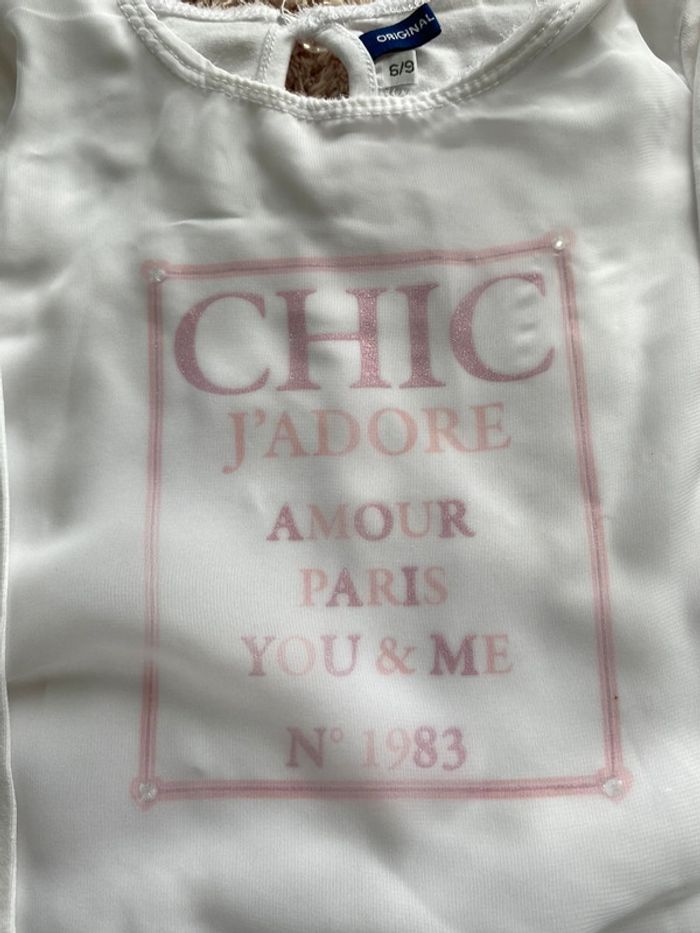 ORIGINAL
6/9
CHIC
J'ADORE
AMOUR
PARIS
YOU & ME
N° 1983